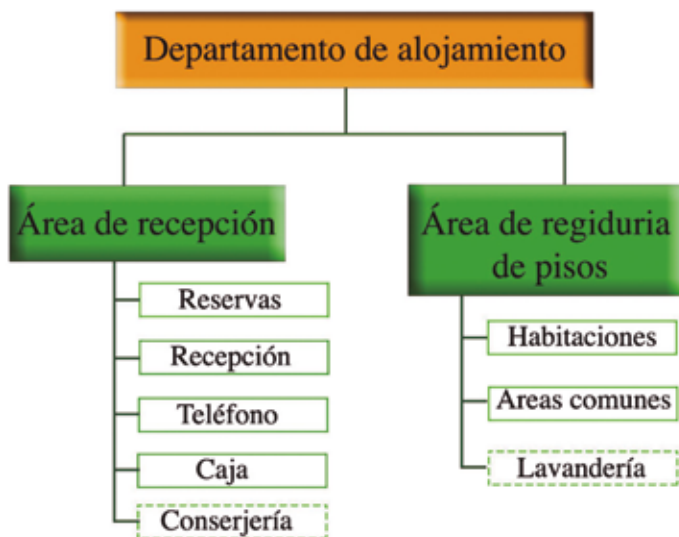 Departamento de alojamiento
Área de recepción
Reservas
Recepción
Teléfono
Caja
Conserjería
Área de regiduria
de pisos
Habitaciones
Areas comunes
Lavandería